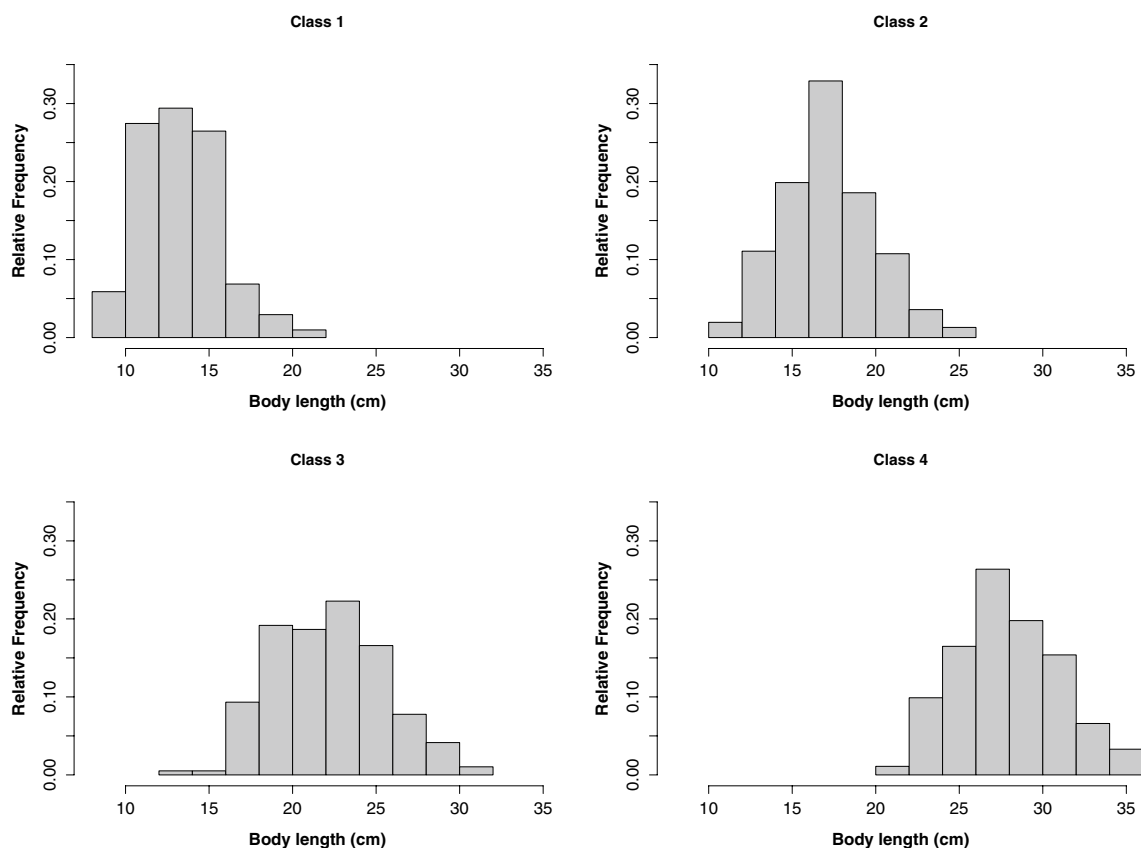 Class 1
Relative Frequency
0.30
0.20
0.10
0.00
10 15 20 25 30 35
Body length (cm)
Class 2
Relative Frequency
0.30
0.20
0.10
0.00
10 15 20 25 30 35
Body length (cm)
Class 3
Relative Frequency
0.30
0.20
0.10
0.00
10 15 20 25 30 35
Body length (cm)
Class 4
Relative Frequency
0.30
0.20
0.10
0.00
10 15 20 25 30 35
Body length (cm)